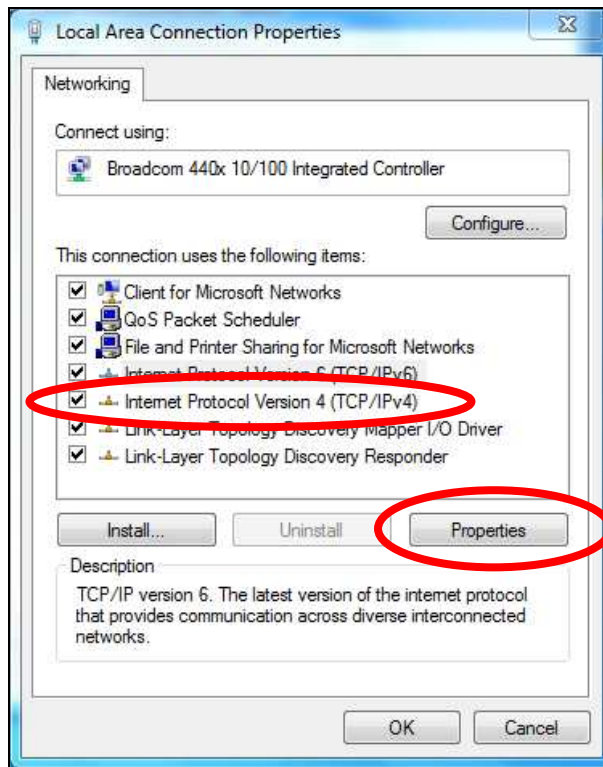 Local Area Connection Properties
Networking
Connect using:
Broadcom 440x 10/100 Integrated Controller
Configure...
This connection uses the following items:
Client for Microsoft Networks
QoS Packet Scheduler
File and Printer Sharing for Microsoft Networks
Internet Protocol Version 6 (TCP/IPv6)
Internet Protocol Version 4 (TCP/IPv4)
Link-Layer Topology Discovery Mapper I/O Driver
Link-Layer Topology Discovery Responder
Install...
Uninstall
Properties
Description
TCP/IP version 6. The latest version of the internet protocol
that provides communication across diverse interconnected
networks.
OK
Cancel